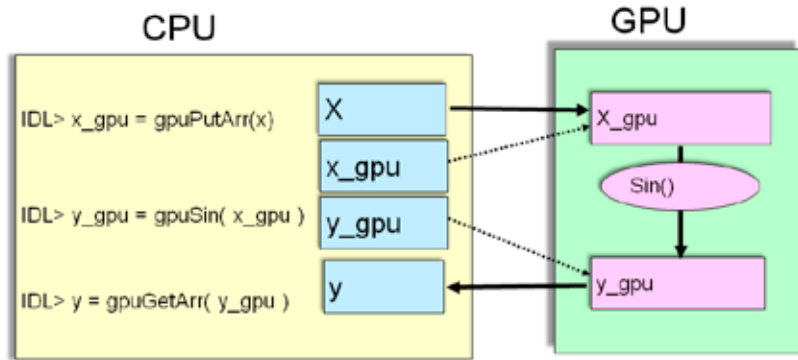 CPU
GPU
IDL> x_gpu = gpuPutArr(x)
X
X_gpu
x_gpu
Sin()
IDL> y_gpu = gpuSin( x_gpu )
y_gpu
y_gpu
IDL> y = gpuGetArr( y_gpu )
y